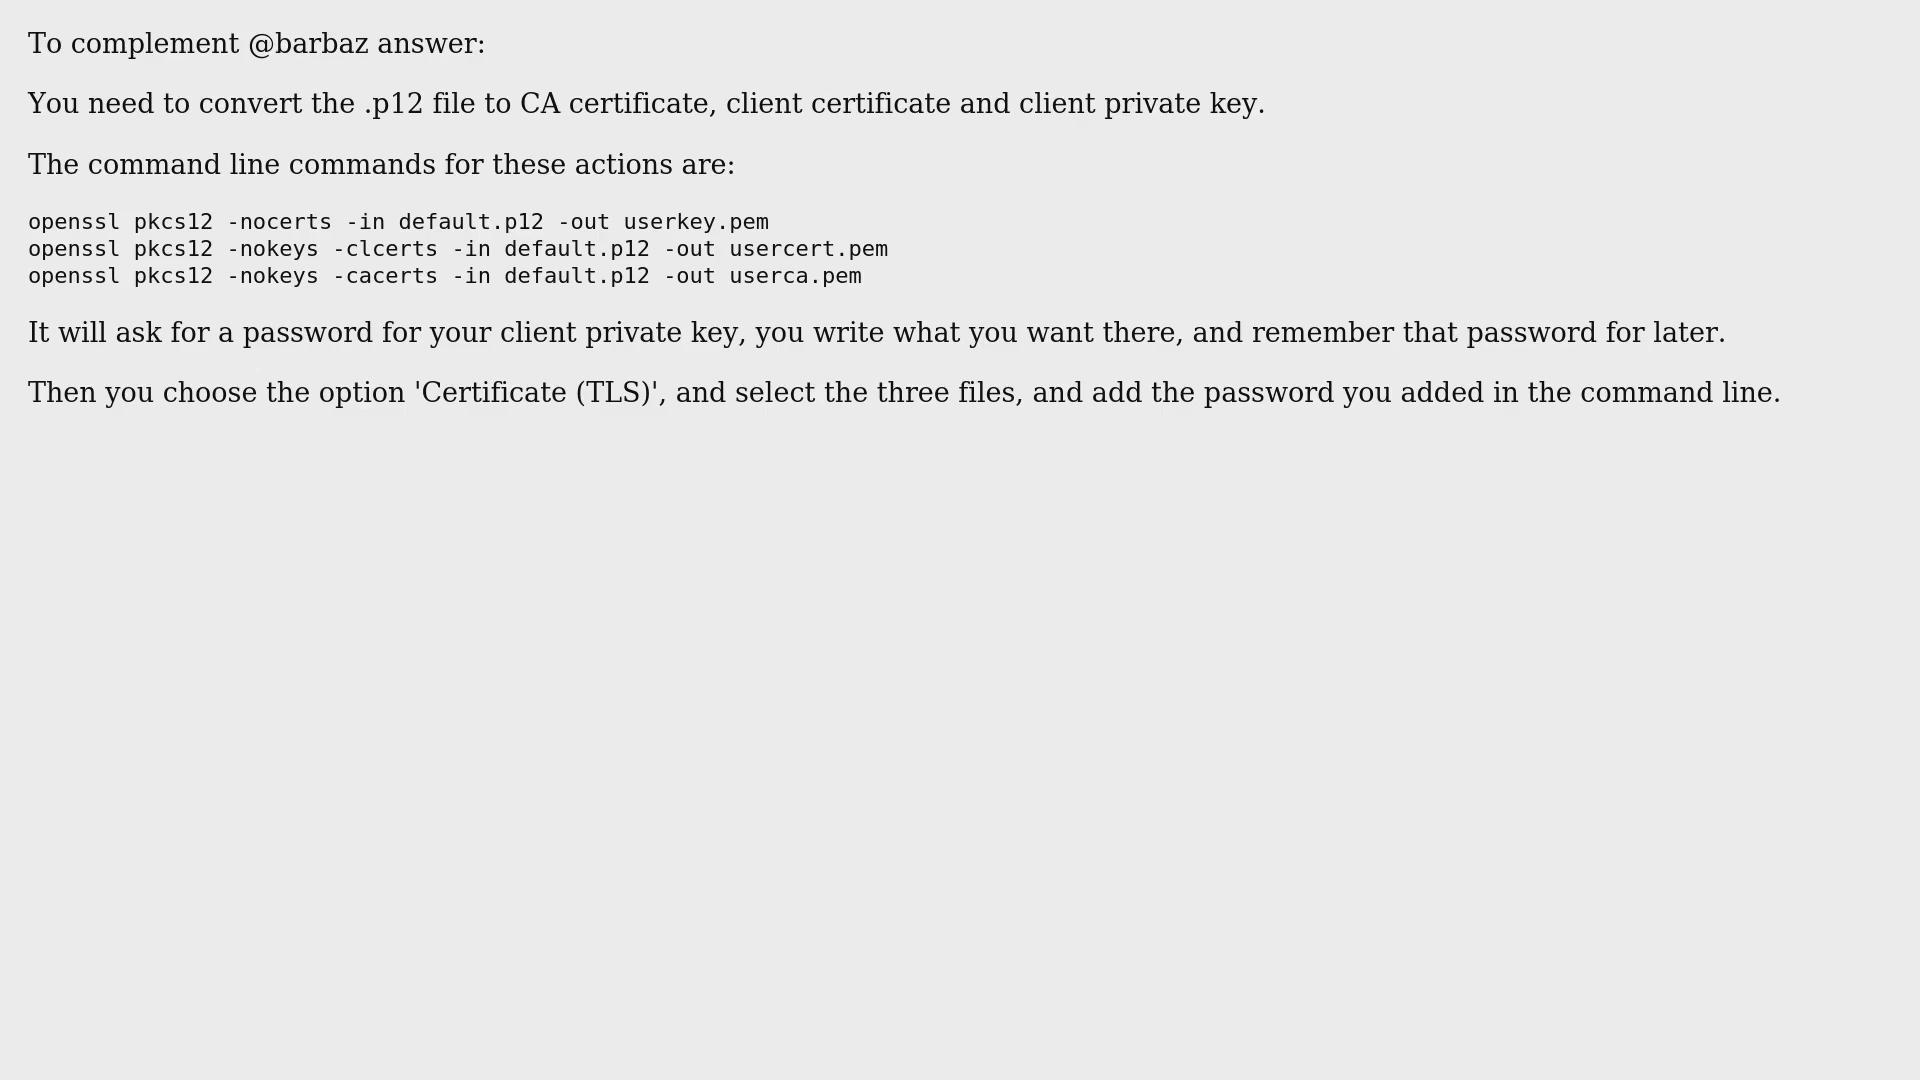 To complement @barbaz answer:
You need to convert the .p12 file to CA certificate, client certificate and client private key.
The command line commands for these actions are:
openssl pkcs12 -nocerts -in default.p12 -out userkey.pem
openssl pkcs12 -nokeys -clcerts -in default.p12 -out usercert.pem
openssl pkcs12 -nokeys -cacerts -in default.p12 -out userca.pem
It will ask for a password for your client private key, you write what you want there, and remember that password for later.
Then you choose the option 'Certificate (TLS)', and select the three files, and add the password you added in the command line.